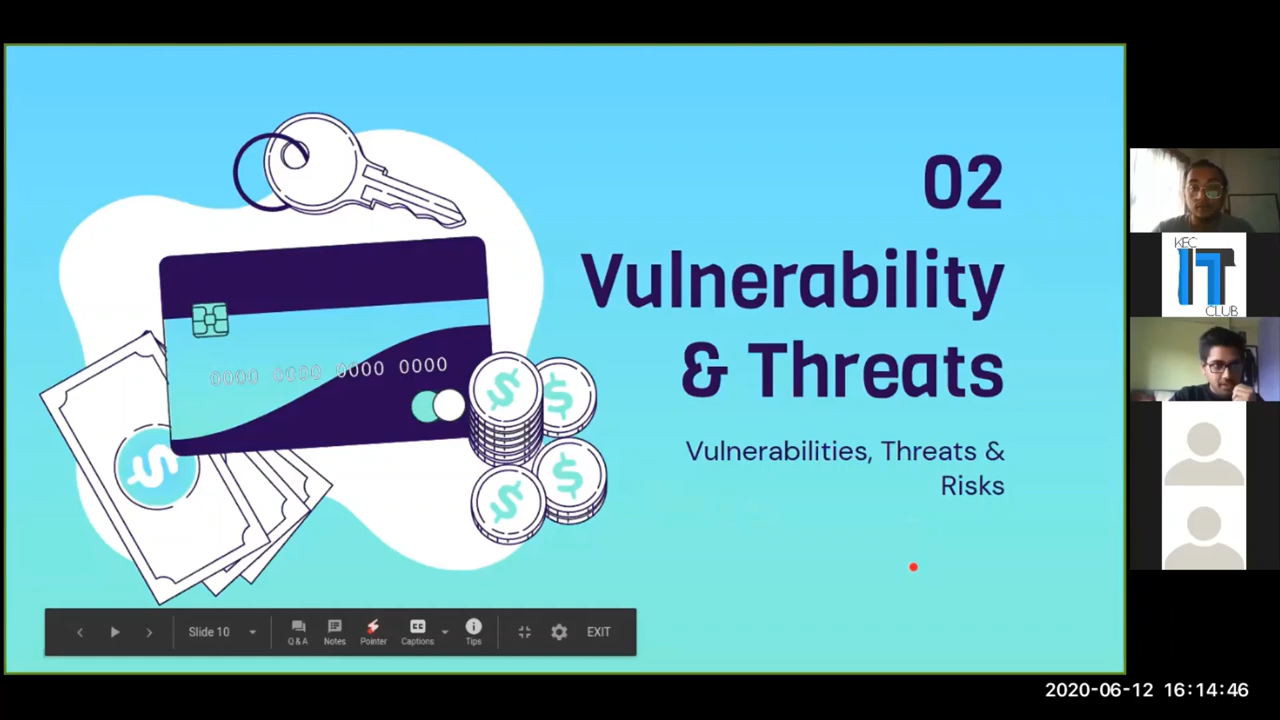 02
Vulnerability
& Threats
Vulnerabilities, Threats &
Risks
0000 0000 0000 0000
$
$
$
$
$
KEC
IT
CLUB
Slide 10
Q & A
Notes
Pointer
CC
Captions
Tips
EXIT
2020-06-12 16:14:46